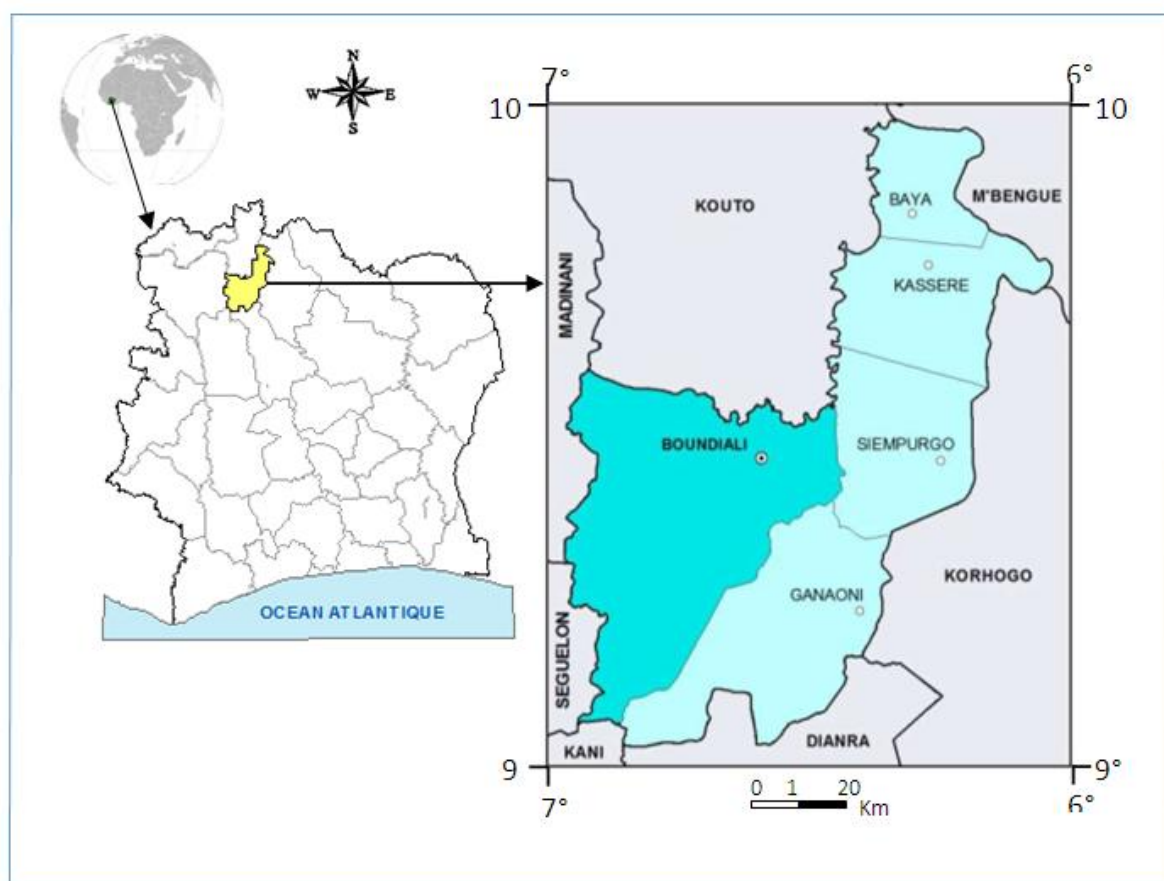 N
W E
S
7° 6°
10 10
BAYA
M'BENGUE
KOUTO
KASSERE
MADINANI
BOUNDIALI
SIEMPURGO
KORHOGO
GANAONI
OCEAN ATLANTIQUE
SEGUELON
DIANRA
KANI
9 9°
7° 6°
0 1 20
Km